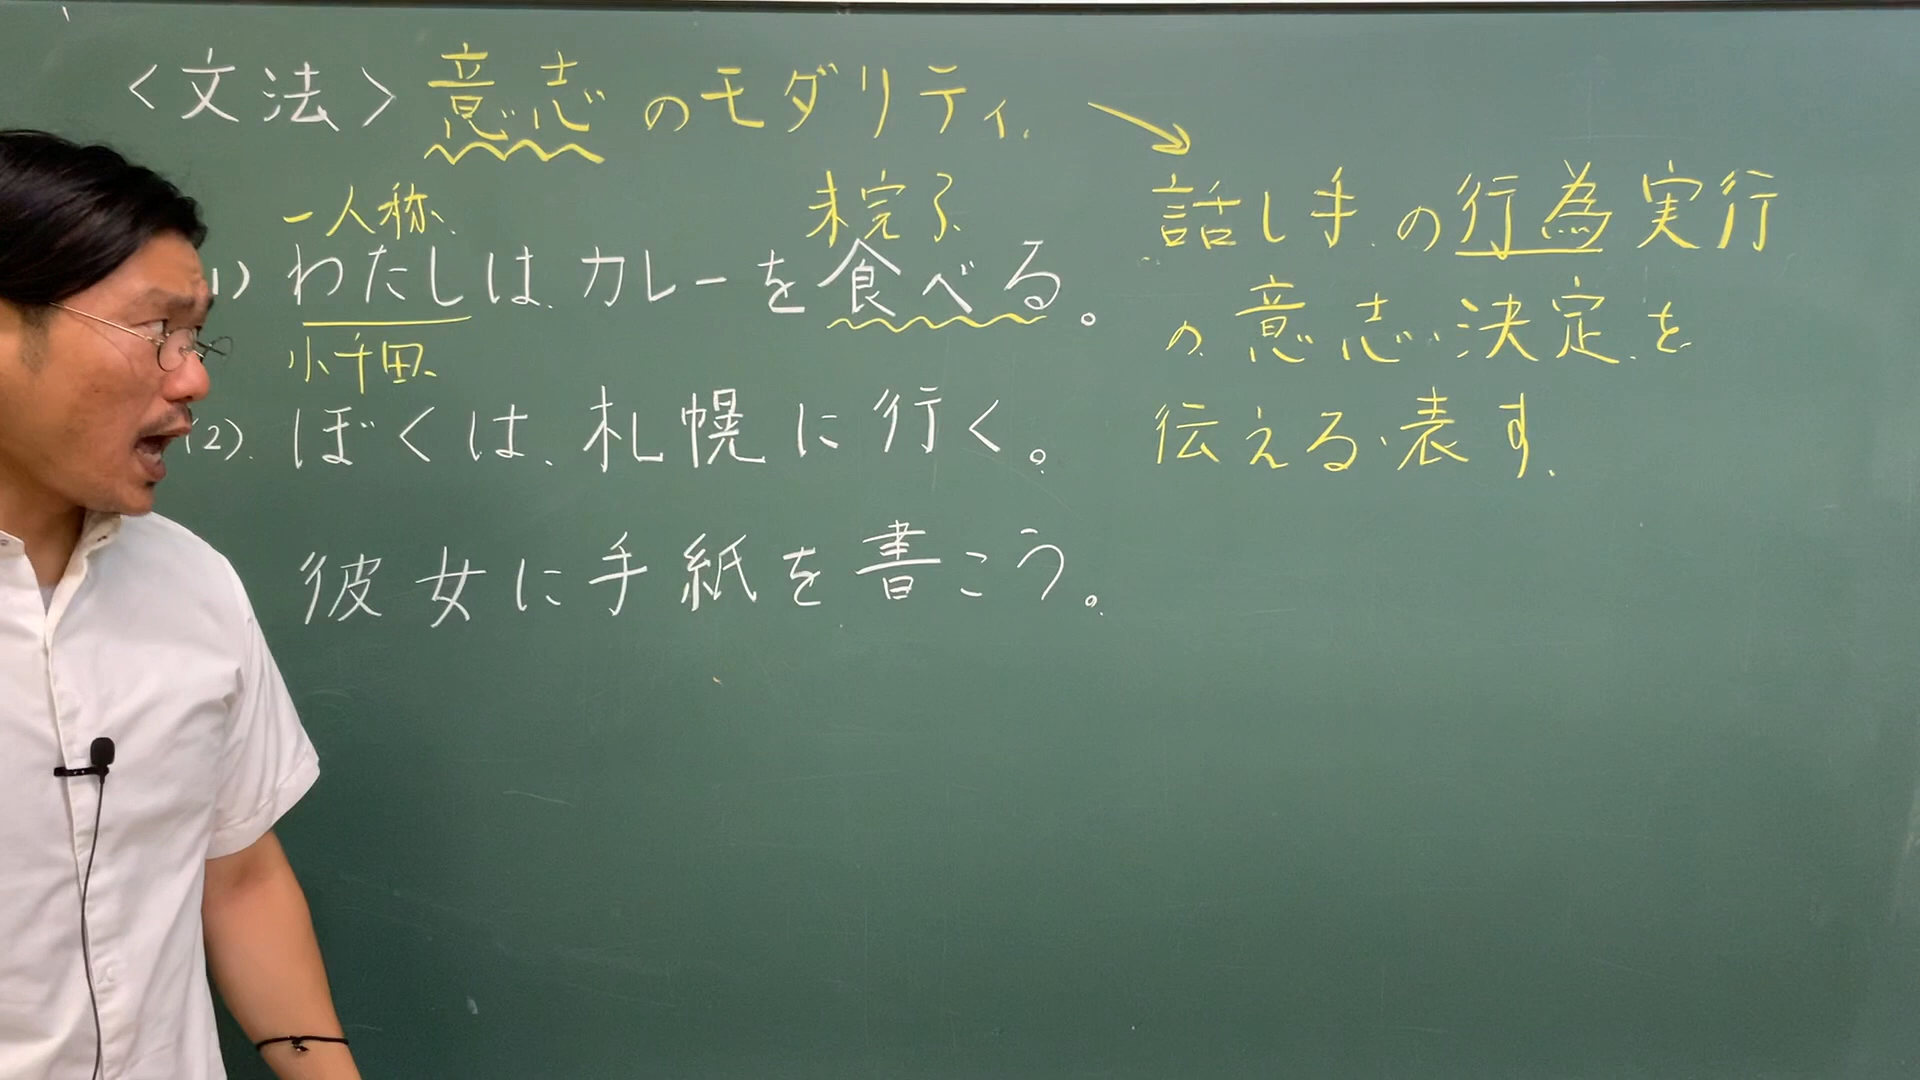 〈文法〉意志のモダリティ
一人称 未完了
1) わたしは カレーを食べる。
小千田
(2) ぼくは 札幌に行く。
彼女に手紙を書こう。
話し手の行為実行
の意志決定を
伝える・表す